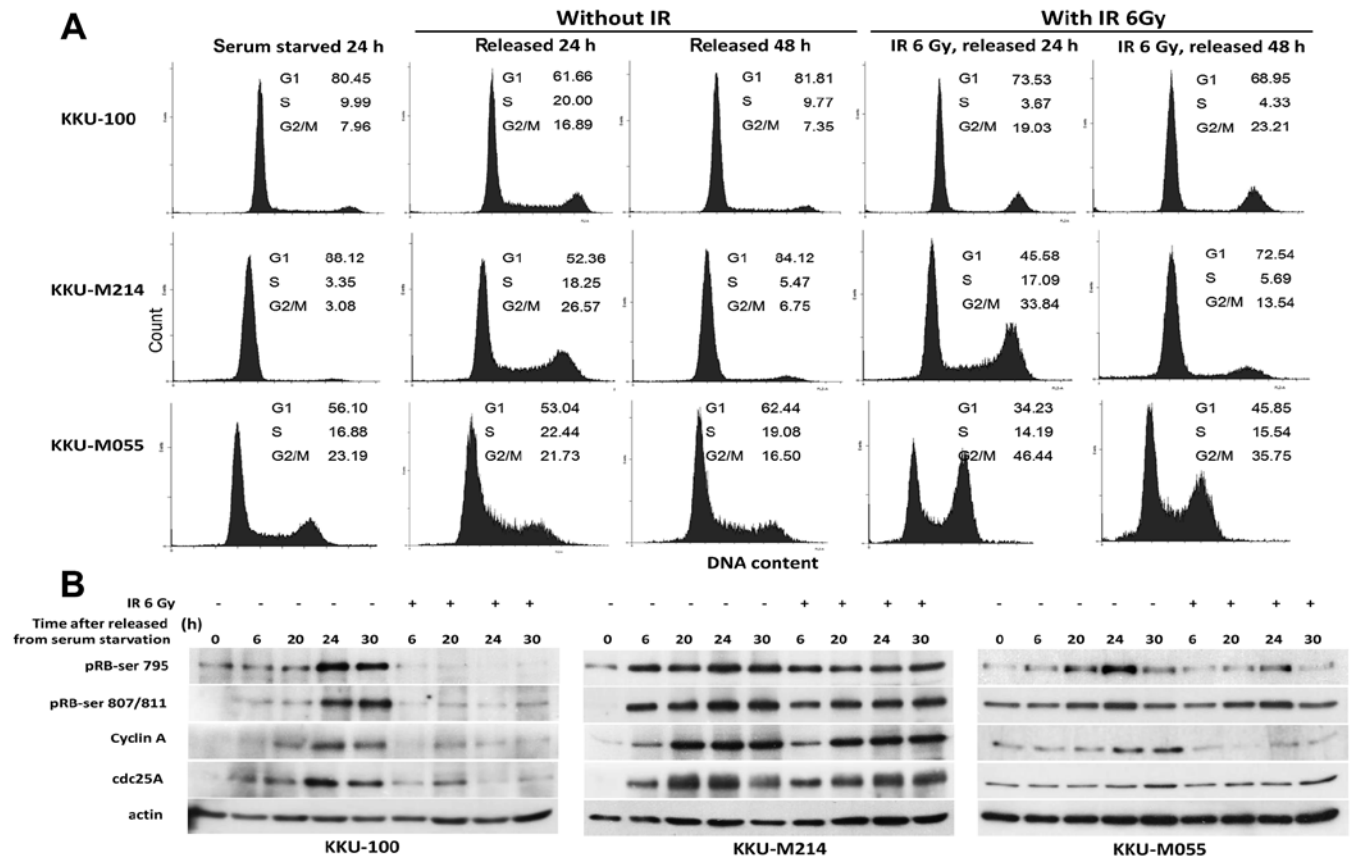 A
Without IR
With IR 6Gy
Serum starved 24 h
Released 24 h
Released 48 h
IR 6 Gy, released 24 h
IR 6 Gy, released 48 h
KKU-100
G1 80.45
S 9.99
G2/M 7.96
G1 61.66
S 20.00
G2/M 16.89
G1 81.81
S 9.77
G2/M 7.35
G1 73.53
S 3.67
G2/M 19.03
G1 68.95
S 4.33
G2/M 23.21
KKU-M214
G1 88.12
S 3.35
G2/M 3.08
G1 52.36
S 18.25
G2/M 26.57
G1 84.12
S 5.47
G2/M 6.75
G1 45.58
S 17.09
G2/M 33.84
G1 72.54
S 5.69
G2/M 13.54
Count
KKU-M055
G1 56.10
S 16.88
G2/M 23.19
G1 53.04
S 22.44
G2/M 21.73
G1 62.44
S 19.08
G2/M 16.50
G1 34.23
S 14.19
G2/M 46.44
G1 45.85
S 15.54
G2/M 35.75
DNA content
B
IR 6 Gy - - - - - + + + + - - - - - + + + + - - - - - + + + +
Time after released (h)
from serum starvation 0 6 20 24 30 6 20 24 30 0 6 20 24 30 6 20 24 30 0 6 20 24 30 6 20 24 30
pRB-ser 795
pRB-ser 807/811
Cyclin A
cdc25A
actin
KKU-100 KKU-M214 KKU-M055